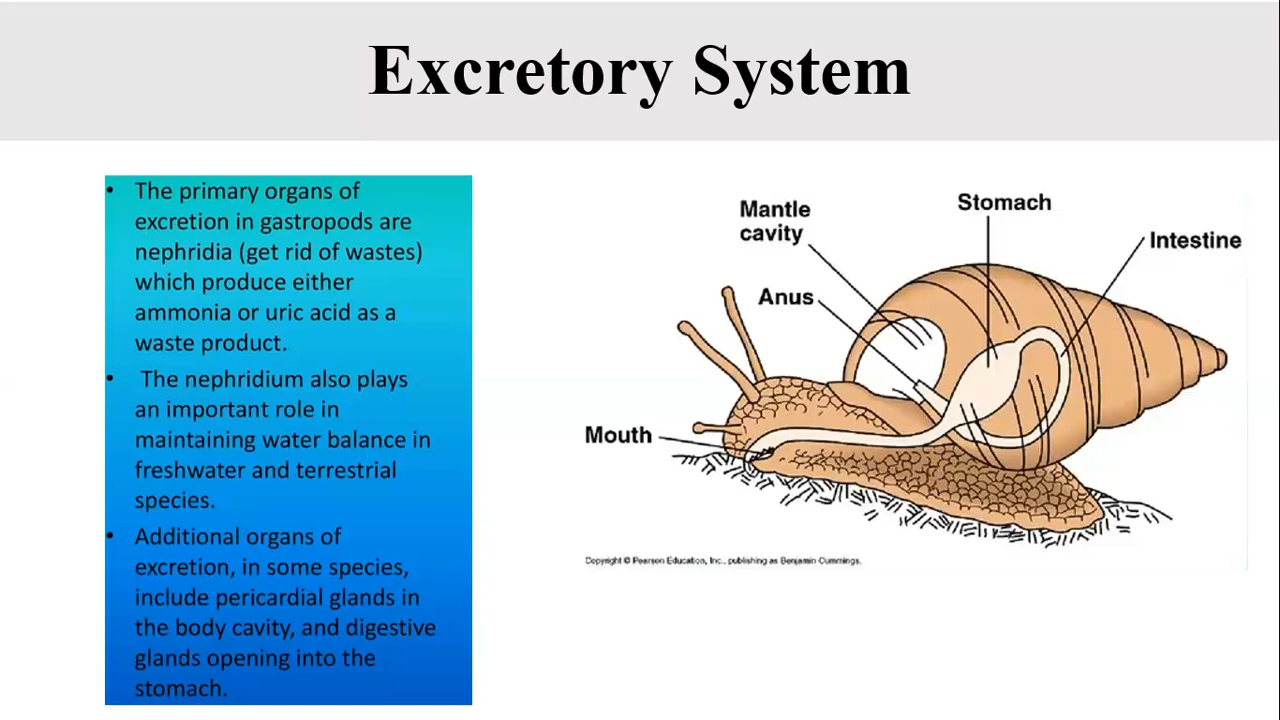 Excretory System
• The primary organs of
excretion in gastropods are
nephridia (get rid of wastes)
which produce either
ammonia or uric acid as a
waste product.
• The nephridium also plays
an important role in
maintaining water balance in
freshwater and terrestrial
species.
• Additional organs of
excretion, in some species,
include pericardial glands in
the body cavity, and digestive
glands opening into the
stomach.
Mantle
cavity
Stomach
Intestine
Anus
Mouth
Copyright © Pearson Education, Inc., publishing as Benjamin Cummings.